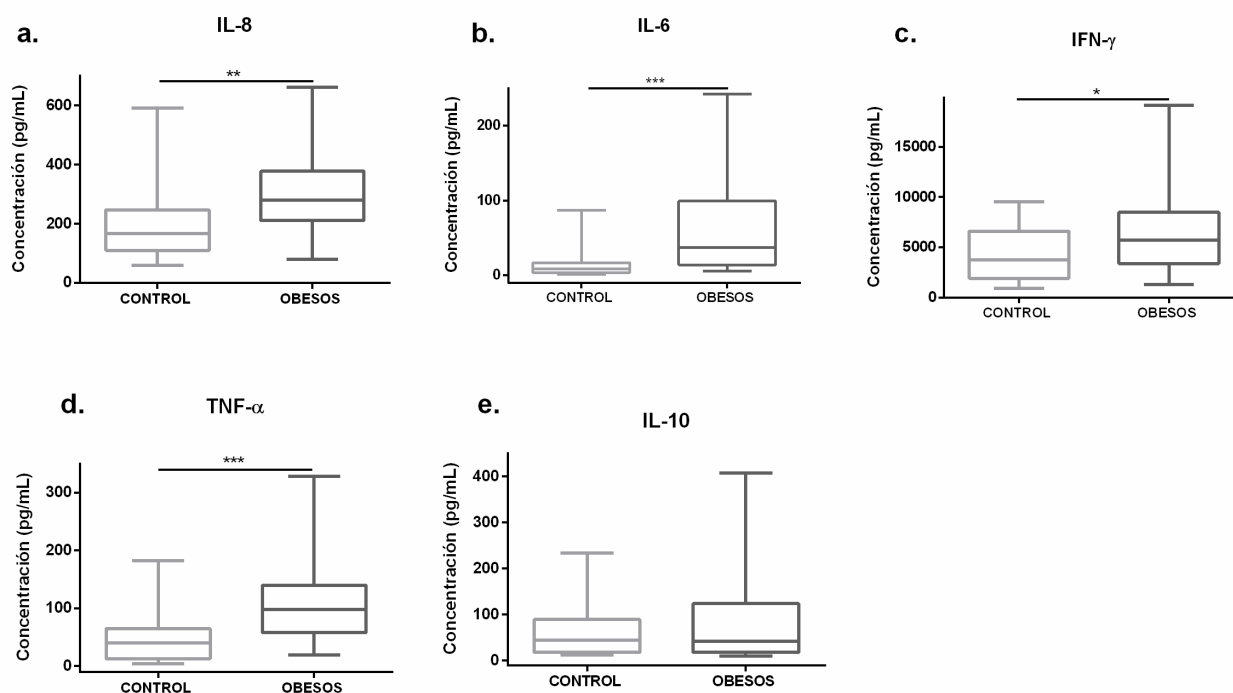 a.
IL-8
Concentración (pg/mL)
**
600
400
200
0
CONTROL OBESOS
b.
IL-6
Concentración (pg/mL)
***
200
100
0
CONTROL OBESOS
c.
IFN-γ
Concentración (pg/mL)
*
15000
10000
5000
0
CONTROL OBESOS
d.
TNF-α
Concentración (pg/mL)
***
300
200
100
0
CONTROL OBESOS
e.
IL-10
Concentración (pg/mL)
400
300
200
100
0
CONTROL OBESOS